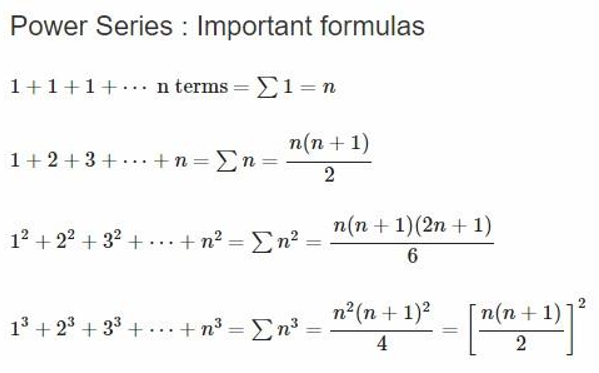 Power Series : Important formulas
1 + 1 + 1 + ⋯ n terms = ∑ 1 = n
1 + 2 + 3 + ⋯ + n = ∑ n = n(n + 1)/2
1² + 2² + 3² + ⋯ + n² = ∑ n² = n(n + 1)(2n + 1)/6
1³ + 2³ + 3³ + ⋯ + n³ = ∑ n³ = n²(n + 1)²/4 = [n(n + 1)/2]²